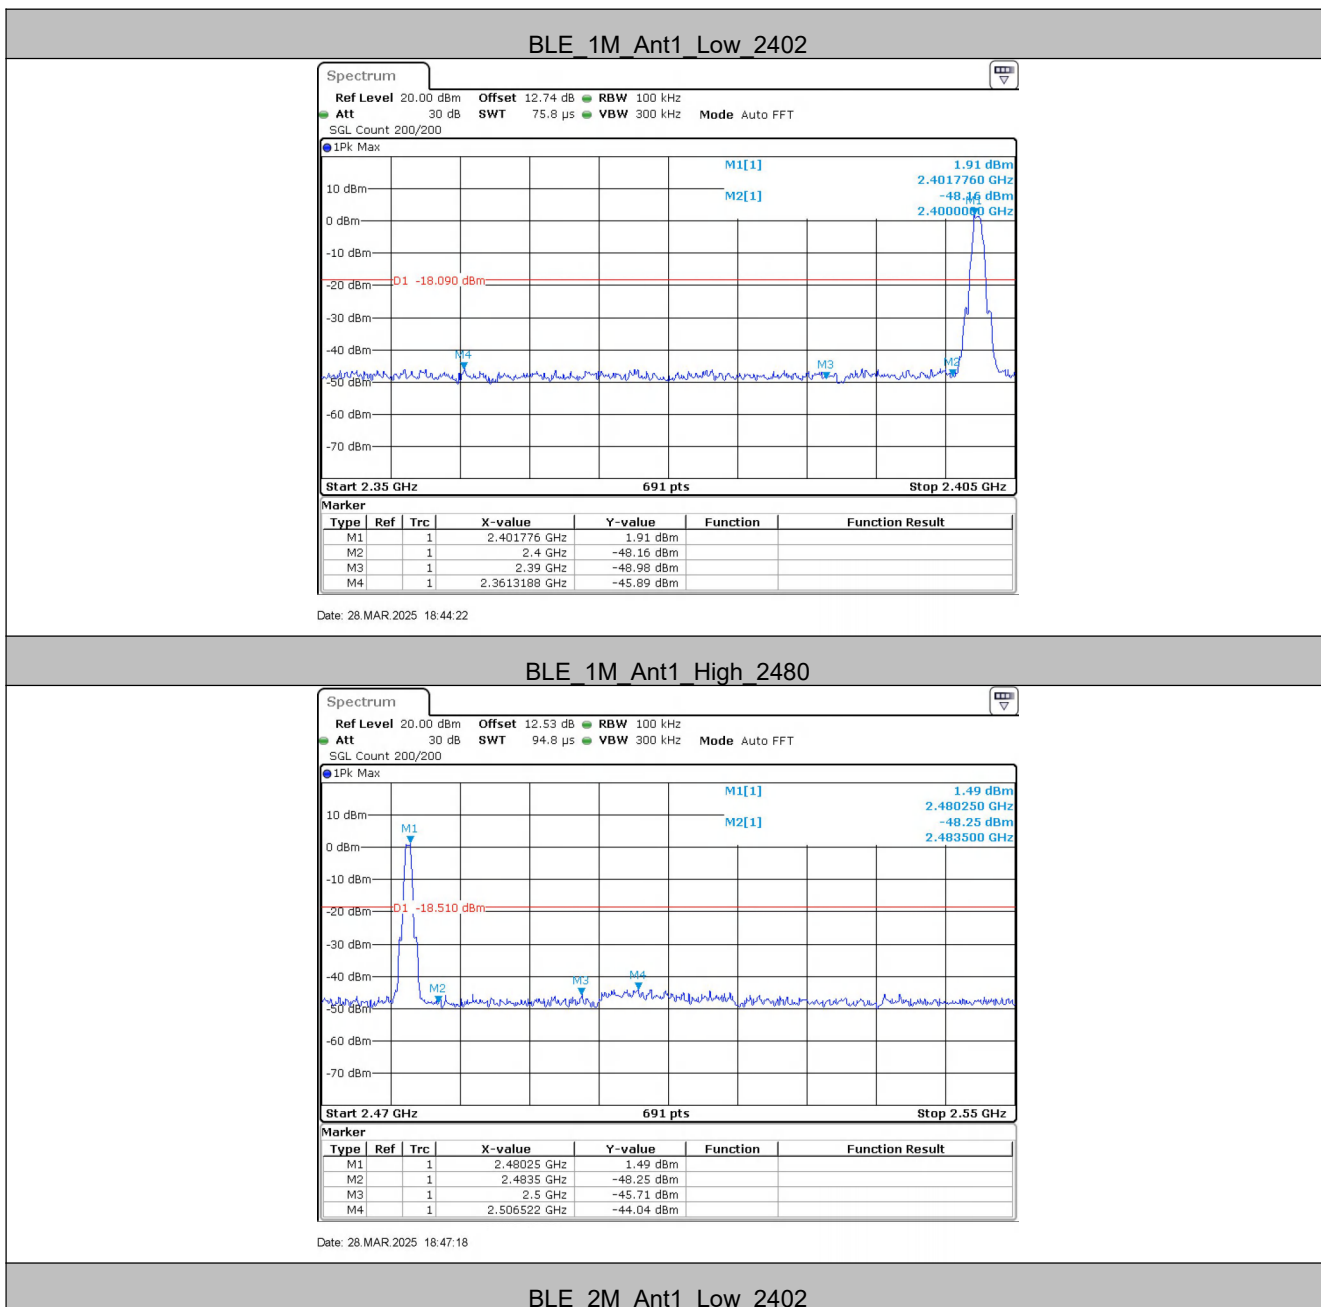 BLE_1M_Ant1_Low_2402
Spectrum
Ref Level 20.00 dBm Offset 12.74 dB RBW 100 kHz
Att 30 dB SWT 75.8 µs VBW 300 kHz Mode Auto FFT
SGL Count 200/200
1Pk Max
M1[1] 1.91 dBm
2.4017760 GHz
M2[1] -48.16 dBm
2.4000000 GHz
M1
10 dBm
0 dBm
-10 dBm
D1 -18.090 dBm
-20 dBm
-30 dBm
-40 dBm
M4 M3 M2
-50 dBm
-60 dBm
-70 dBm
Start 2.35 GHz 691 pts Stop 2.405 GHz
Marker
Type Ref Trc X-value Y-value Function Function Result
M1 1 2.401776 GHz 1.91 dBm
M2 1 2.4 GHz -48.16 dBm
M3 1 2.39 GHz -48.98 dBm
M4 1 2.3613188 GHz -45.89 dBm
Date: 28.MAR.2025 18:44:22
BLE_1M_Ant1_High_2480
Spectrum
Ref Level 20.00 dBm Offset 12.53 dB RBW 100 kHz
Att 30 dB SWT 94.8 µs VBW 300 kHz Mode Auto FFT
SGL Count 200/200
1Pk Max
M1[1] 1.49 dBm
2.480250 GHz
M2[1] -48.25 dBm
2.483500 GHz
10 dBm
M1
0 dBm
-10 dBm
D1 -18.510 dBm
-20 dBm
-30 dBm
-40 dBm
M2 M3 M4
-50 dBm
-60 dBm
-70 dBm
Start 2.47 GHz 691 pts Stop 2.55 GHz
Marker
Type Ref Trc X-value Y-value Function Function Result
M1 1 2.48025 GHz 1.49 dBm
M2 1 2.4835 GHz -48.25 dBm
M3 1 2.5 GHz -45.71 dBm
M4 1 2.506522 GHz -44.04 dBm
Date: 28.MAR.2025 18:47:18
BLE_2M_Ant1_Low_2402